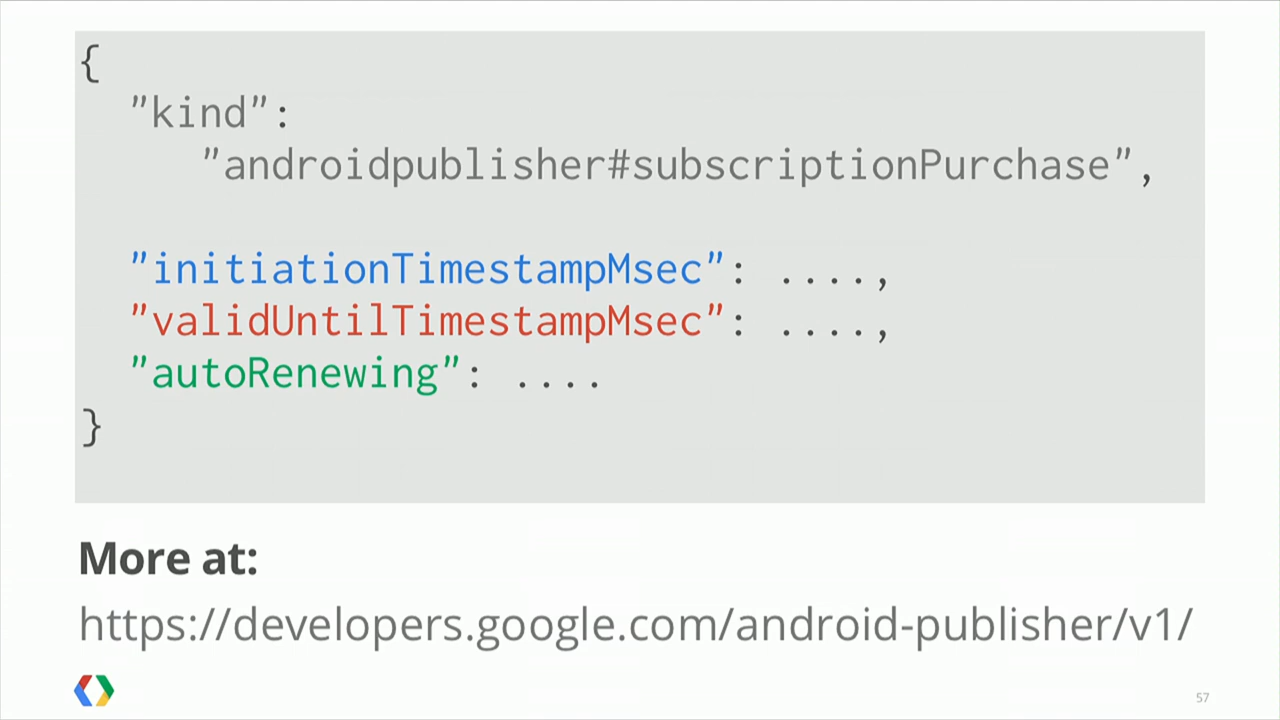 {
"kind":
"androidpublisher#subscriptionPurchase",
"initiationTimestampMsec": ....,
"validUntilTimestampMsec": ....,
"autoRenewing": ....
}
More at:
https://developers.google.com/android-publisher/v1/
57